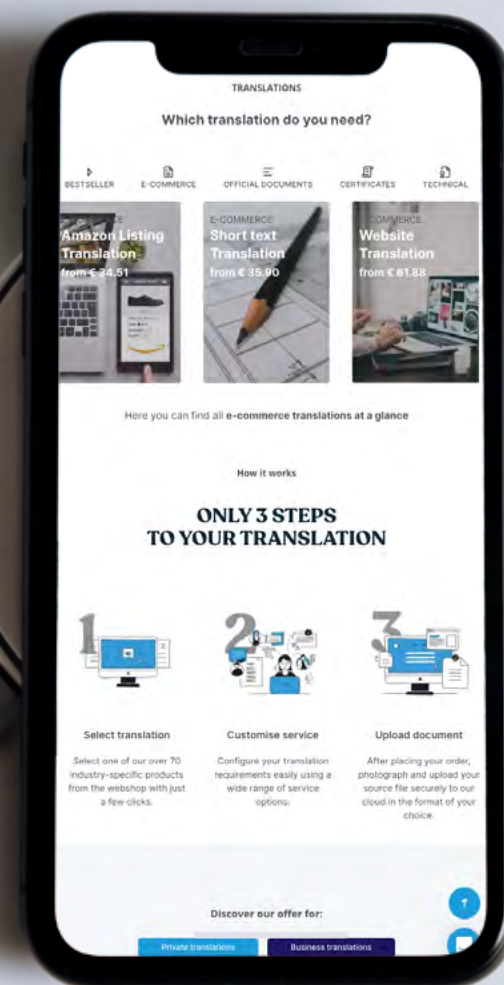 TRANSLATIONS
Which translation do you need?
BESTSELLER
E-COMMERCE
OFFICIAL DOCUMENTS
CERTIFICATES
TECHNICAL
Amazon Listing
Translation
from € 34,51
E-COMMERCE
Short text
Translation
from € 35,90
COMMERCE
Website
Translation
from € 61,88
Here you can find all e-commerce translations at a glance
How it works
ONLY 3 STEPS
TO YOUR TRANSLATION
1
2
3
Select translation
Select one of our over 70
industry-specific products
from the webshop with just
a few clicks.
Customise service
Configure your translation
requirements easily using a
wide range of service
options.
Upload document
After placing your order,
photograph and upload your
source file securely to our
cloud in the format of your
choice.
Discover our offer for:
Private translations
Business translations